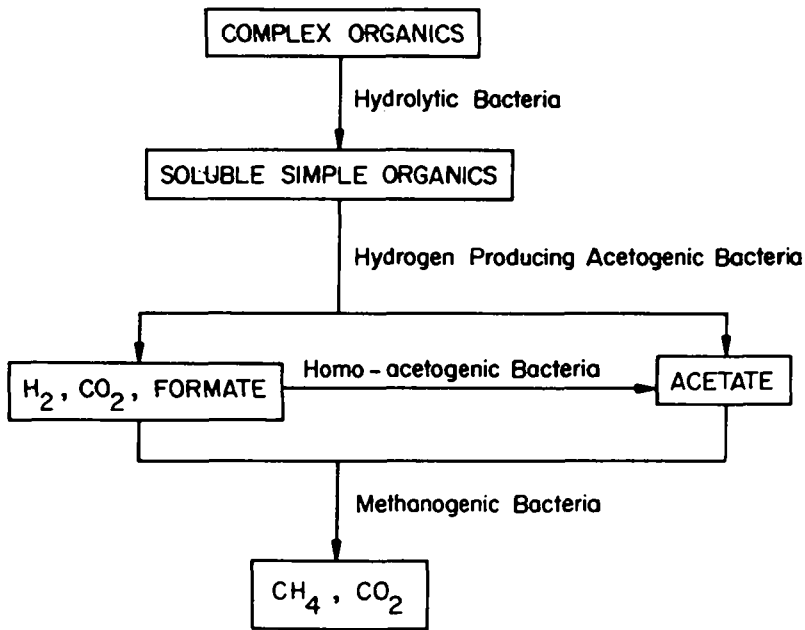 COMPLEX ORGANICS
Hydrolytic Bacteria
SOLUBLE SIMPLE ORGANICS
Hydrogen Producing Acetogenic Bacteria
H₂, CO₂, FORMATE
Homo-acetogenic Bacteria
ACETATE
Methanogenic Bacteria
CH₄, CO₂